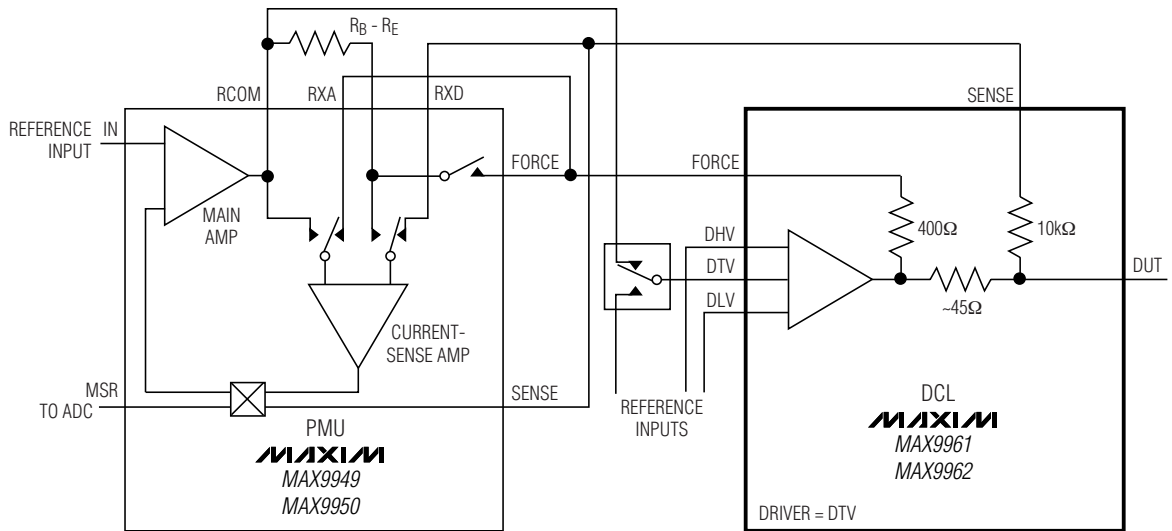 R_B - R_E
RCOM
RXA
RXD
SENSE
REFERENCE INPUT
IN
FORCE
FORCE
MAIN AMP
400Ω
10kΩ
DHV
DTV
DLV
DUT
~45Ω
CURRENT-SENSE AMP
MSR
TO ADC
SENSE
REFERENCE INPUTS
PMU
MAXIM
MAX9949
MAX9950
DCL
MAXIM
MAX9961
MAX9962
DRIVER = DTV